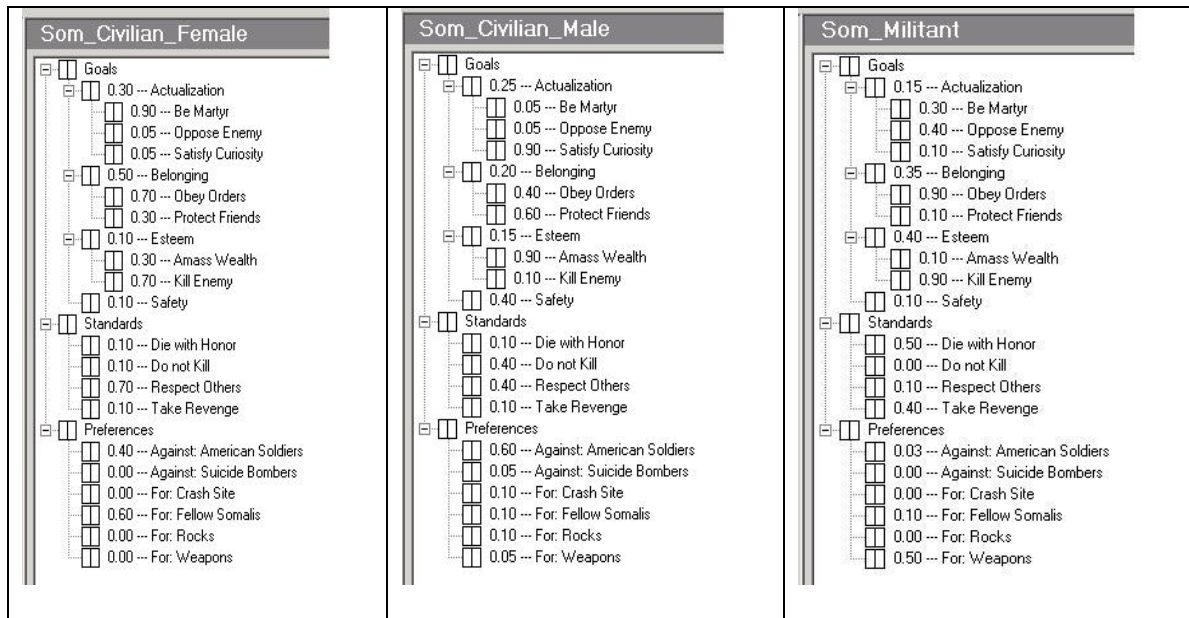 Som_Civilian_Female
Goals
0.30 --- Actualization
0.90 --- Be Martyr
0.05 --- Oppose Enemy
0.05 --- Satisfy Curiosity
0.50 --- Belonging
0.70 --- Obey Orders
0.30 --- Protect Friends
0.10 --- Esteem
0.30 --- Amass Wealth
0.70 --- Kill Enemy
0.10 --- Safety
Standards
0.10 --- Die with Honor
0.10 --- Do not Kill
0.70 --- Respect Others
0.10 --- Take Revenge
Preferences
0.40 --- Against: American Soldiers
0.00 --- Against: Suicide Bombers
0.00 --- For: Crash Site
0.60 --- For: Fellow Somalis
0.00 --- For: Rocks
0.00 --- For: Weapons
Som_Civilian_Male
Goals
0.25 --- Actualization
0.05 --- Be Martyr
0.05 --- Oppose Enemy
0.90 --- Satisfy Curiosity
0.20 --- Belonging
0.40 --- Obey Orders
0.60 --- Protect Friends
0.15 --- Esteem
0.90 --- Amass Wealth
0.10 --- Kill Enemy
0.40 --- Safety
Standards
0.10 --- Die with Honor
0.40 --- Do not Kill
0.40 --- Respect Others
0.10 --- Take Revenge
Preferences
0.60 --- Against: American Soldiers
0.05 --- Against: Suicide Bombers
0.10 --- For: Crash Site
0.10 --- For: Fellow Somalis
0.10 --- For: Rocks
0.05 --- For: Weapons
Som_Militant
Goals
0.15 --- Actualization
0.30 --- Be Martyr
0.40 --- Oppose Enemy
0.10 --- Satisfy Curiosity
0.35 --- Belonging
0.90 --- Obey Orders
0.10 --- Protect Friends
0.40 --- Esteem
0.10 --- Amass Wealth
0.90 --- Kill Enemy
0.10 --- Safety
Standards
0.50 --- Die with Honor
0.00 --- Do not Kill
0.10 --- Respect Others
0.40 --- Take Revenge
Preferences
0.03 --- Against: American Soldiers
0.00 --- Against: Suicide Bombers
0.00 --- For: Crash Site
0.10 --- For: Fellow Somalis
0.00 --- For: Rocks
0.50 --- For: Weapons